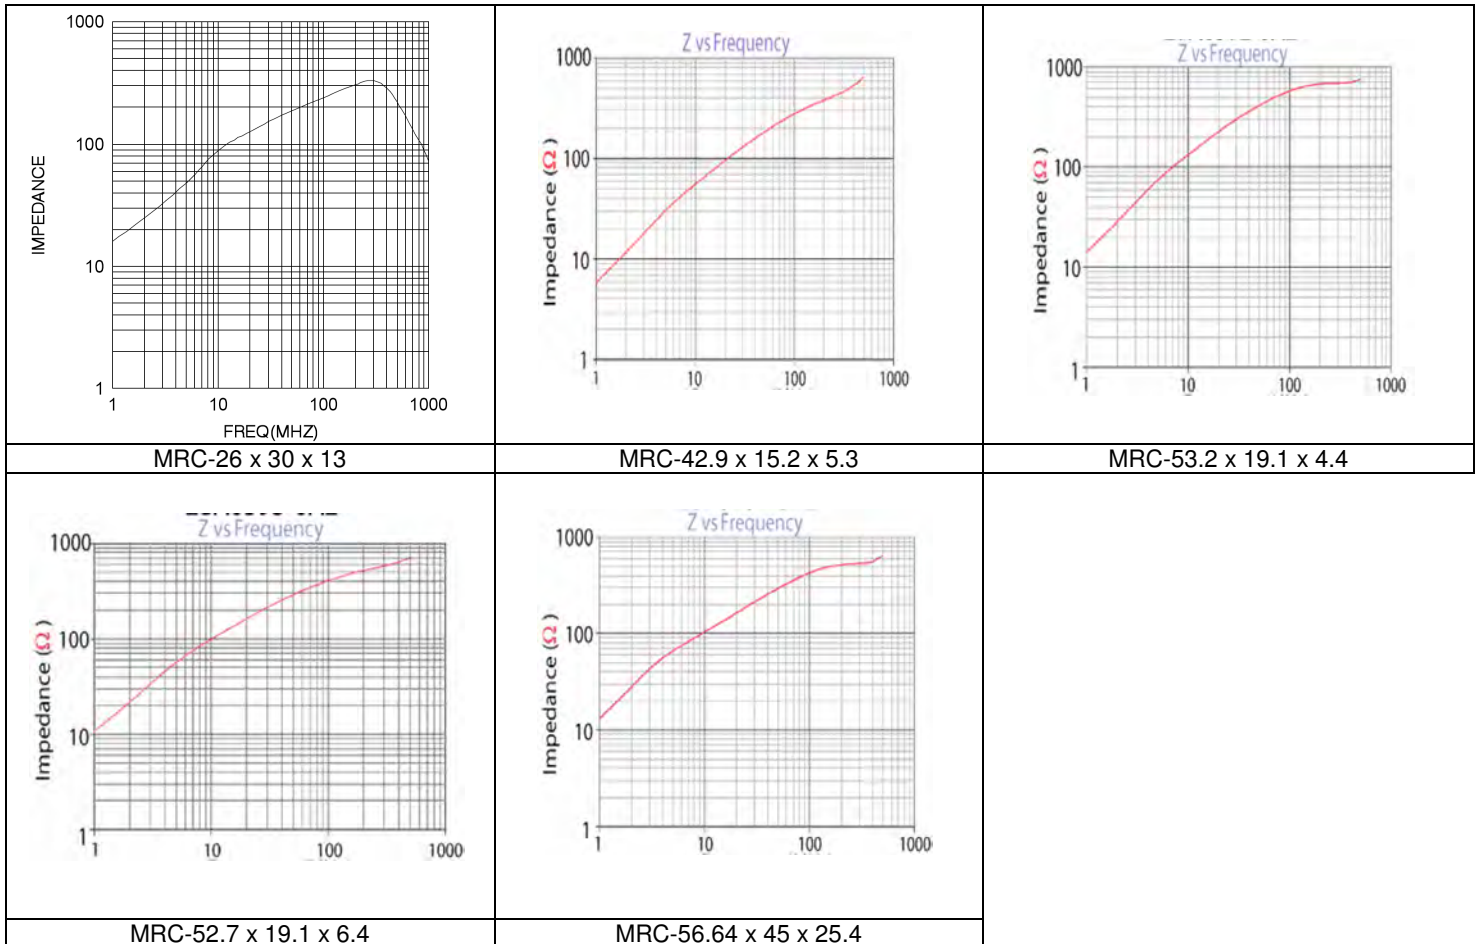 1000
100
10
1
IMPEDANCE
1 10 100 1000
FREQ(MHZ)
MRC-26 x 30 x 13
Z vs Frequency
1000
100
10
1
Impedance (Ω)
1 10 100 1000
MRC-42.9 x 15.2 x 5.3
Z vs Frequency
1000
100
10
1
Impedance (Ω)
1 10 100 1000
MRC-53.2 x 19.1 x 4.4
Z vs Frequency
1000
100
10
1
Impedance (Ω)
1 10 100 1000
MRC-52.7 x 19.1 x 6.4
Z vs Frequency
1000
100
10
1
Impedance (Ω)
1 10 100 1000
MRC-56.64 x 45 x 25.4